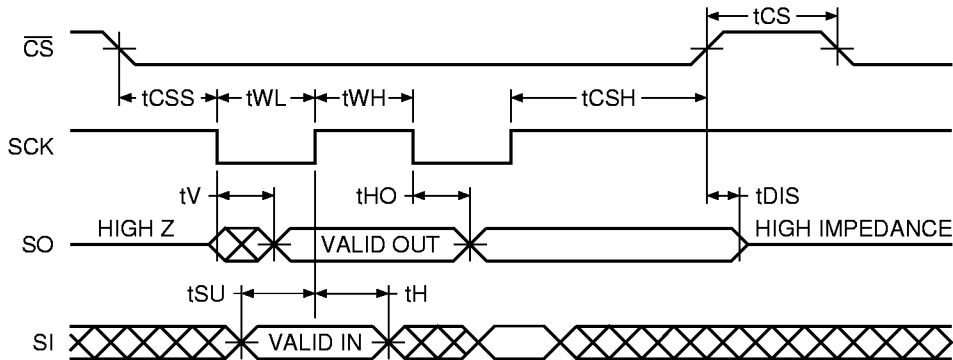 tCS
C̅S̅
tCSS tWL tWH tCSH
SCK
tV tHO tDIS
HIGH Z HIGH IMPEDANCE
SO VALID OUT
tSU tH
SI VALID IN